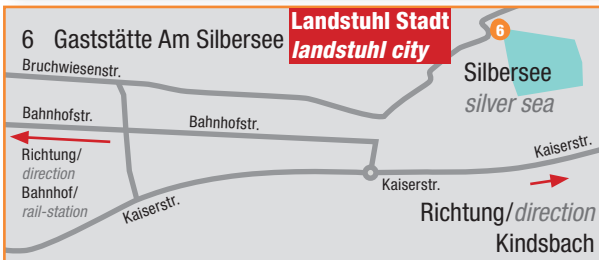 6 Gaststätte Am Silbersee
Landstuhl Stadt
landstuhl city
6
Bruchwiesenstr.
Silbersee
silver sea
Bahnhofstr.
Bahnhofstr.
Richtung/
direction
Bahnhof/
rail-station
Kaiserstr.
Kaiserstr.
Kaiserstr.
Richtung/direction
Kindsbach